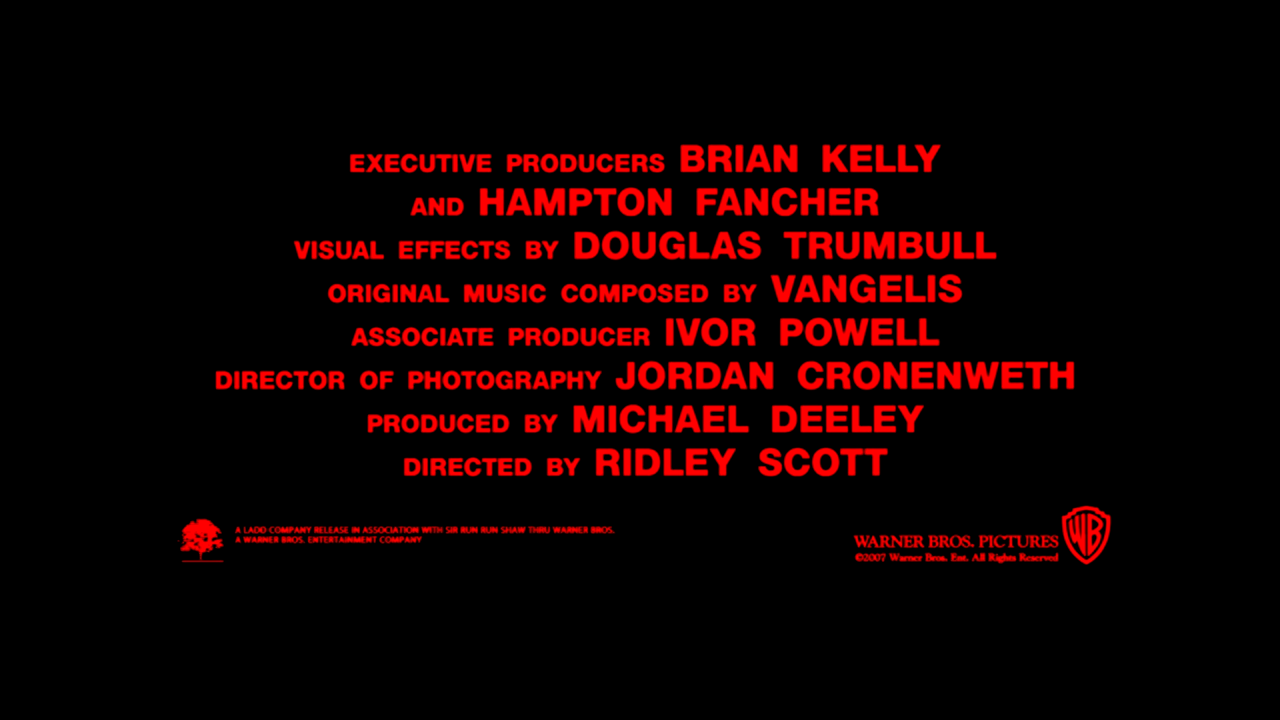 EXECUTIVE PRODUCERS BRIAN KELLY
AND HAMPTON FANCHER
VISUAL EFFECTS BY DOUGLAS TRUMBULL
ORIGINAL MUSIC COMPOSED BY VANGELIS
ASSOCIATE PRODUCER IVOR POWELL
DIRECTOR OF PHOTOGRAPHY JORDAN CRONENWETH
PRODUCED BY MICHAEL DEELEY
DIRECTED BY RIDLEY SCOTT
A LADD COMPANY RELEASE IN ASSOCIATION WITH SIR RUN RUN SHAW THRU WARNER BROS.
A WARNER BROS. ENTERTAINMENT COMPANY
WARNER BROS. PICTURES
©2007 Warner Bros. Ent. All Rights Reserved
WB